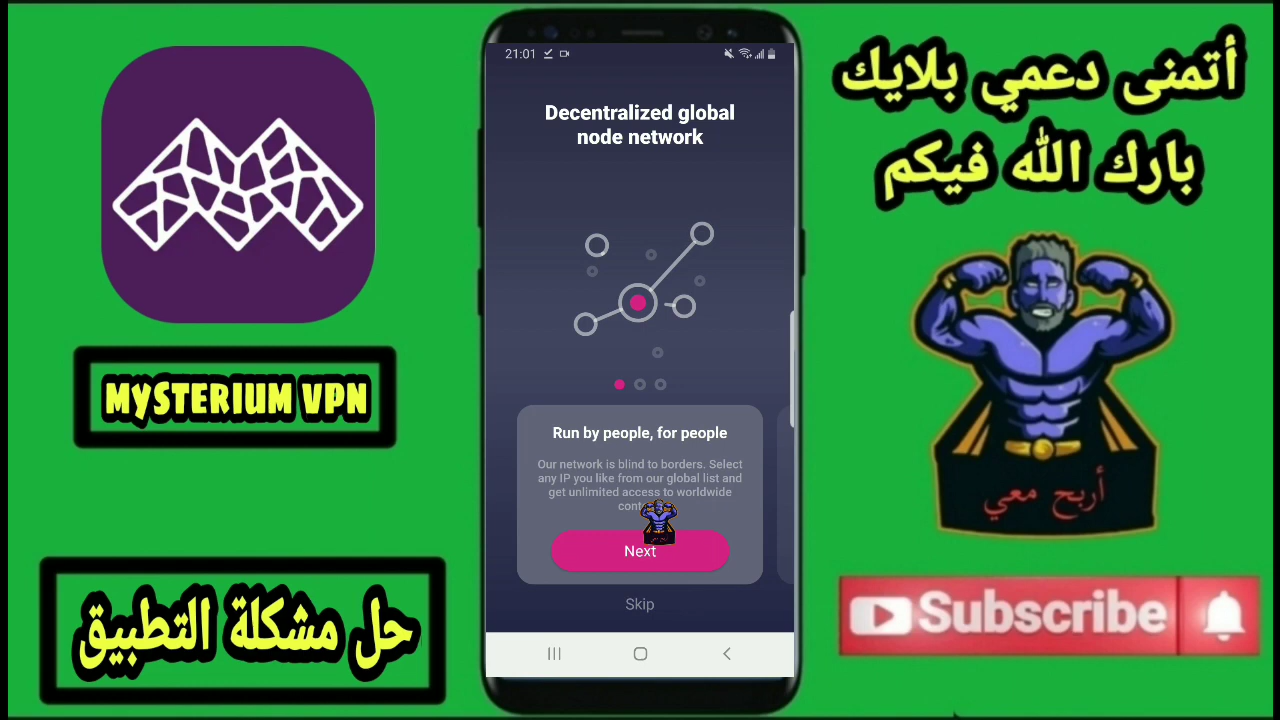 MYSTERIUM VPN
حل مشكلة التطبيق
21:01
Decentralized global
node network
Run by people, for people
Our network is blind to borders. Select
any IP you like from our global list and
get unlimited access to worldwide
Next
Skip
أتمنى دعمي بلايك
بارك الله فيكم
أربح معي
Subscribe